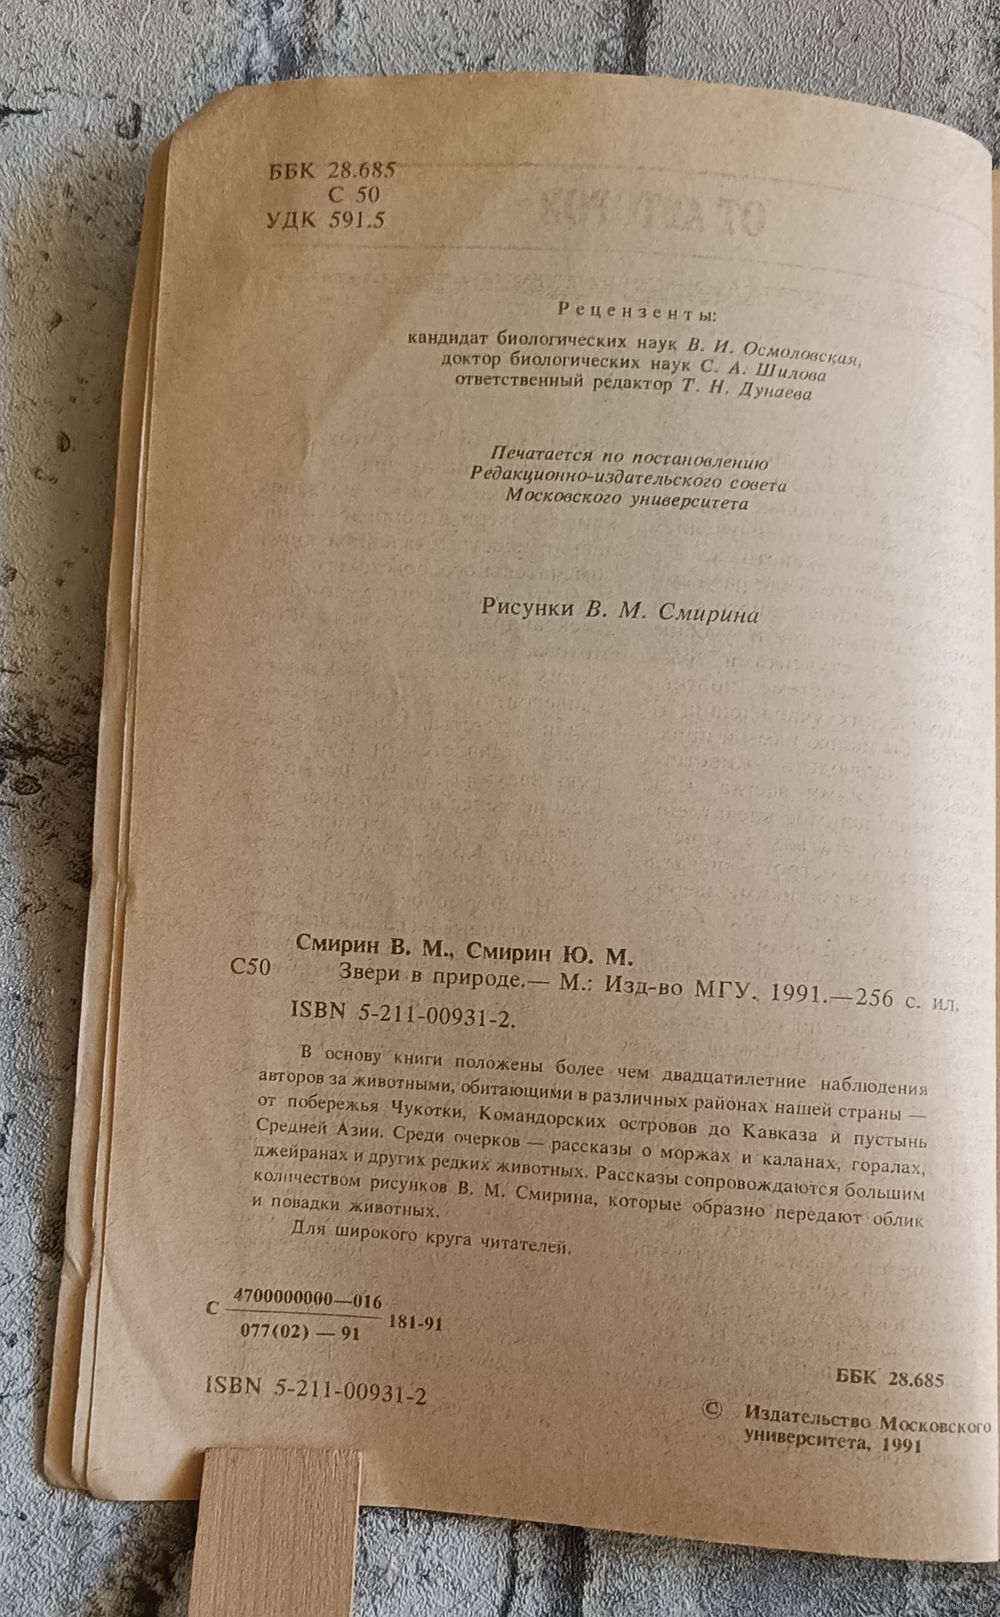 ББК 28.685
С 50
УДК 591.5
Рецензенты:
кандидат биологических наук В. И. Осмоловская,
доктор биологических наук С. А. Шилова
ответственный редактор Т. Н. Дунаева
Печатается по постановлению
Редакционно-издательского совета
Московского университета
Рисунки В. М. Смирина
Смирин В. М., Смирин Ю. М.
С50 Звери в природе.— М.: Изд-во МГУ, 1991.—256 с. ил.
ISBN 5-211-00931-2.
В основу книги положены более чем двадцатилетние наблюдения
авторов за животными, обитающими в различных районах нашей страны —
от побережья Чукотки, Командорских островов до Кавказа и пустынь
Средней Азии. Среди очерков — рассказы о моржах и каланах, горалах,
джейранах и других редких животных. Рассказы сопровождаются большим
количеством рисунков В. М. Смирина, которые образно передают облик
и повадки животных.
Для широкого круга читателей.
С 4700000000—016
077(02) — 91 181-91
ББК 28.685
ISBN 5-211-00931-2
© Издательство Московского
университета, 1991